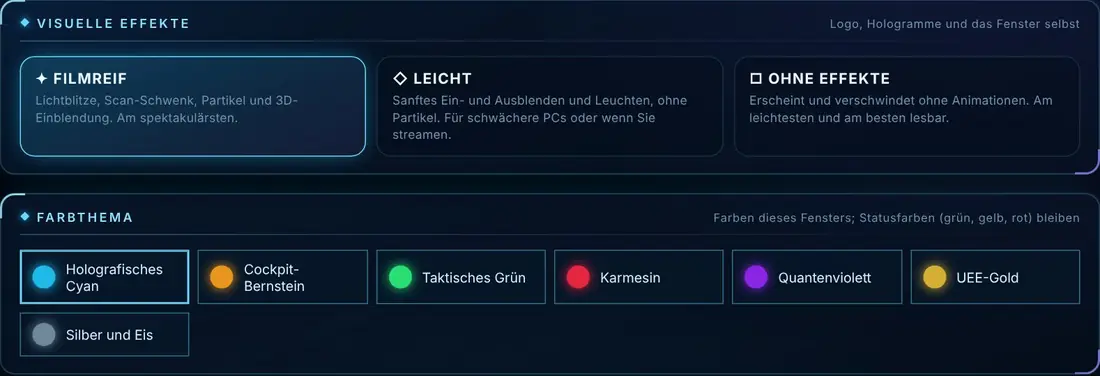 VISUELLE EFFEKTE
Logo, Hologramme und das Fenster selbst
FILMREIF
Lichtblitze, Scan-Schwenk, Partikel und 3D-
Einblendung. Am spektakulärsten.
LEICHT
Sanftes Ein- und Ausblenden und Leuchten, ohne
Partikel. Für schwächere PCs oder wenn Sie
streamen.
OHNE EFFEKTE
Erscheint und verschwindet ohne Animationen. Am
leichtesten und am besten lesbar.
FARBTHEMA
Farben dieses Fensters; Statusfarben (grün, gelb, rot) bleiben
Holografisches
Cyan
Cockpit-
Bernstein
Taktisches Grün
Karmesin
Quantenviolett
UEE-Gold
Silber und Eis